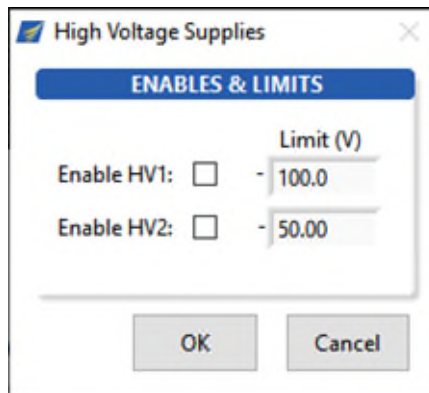 High Voltage Supplies
ENABLES & LIMITS
Limit (V)
Enable HV1: - 100.0
Enable HV2: - 50.00
OK Cancel